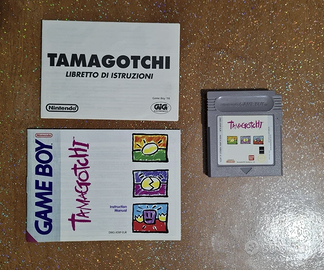 TAMAGOTCHI
LIBRETTO DI ISTRUZIONI
Nintendo
GiG
GAME BOY
TAMAGOTCHI
Instruction
Manual
TAMAGOTCHI